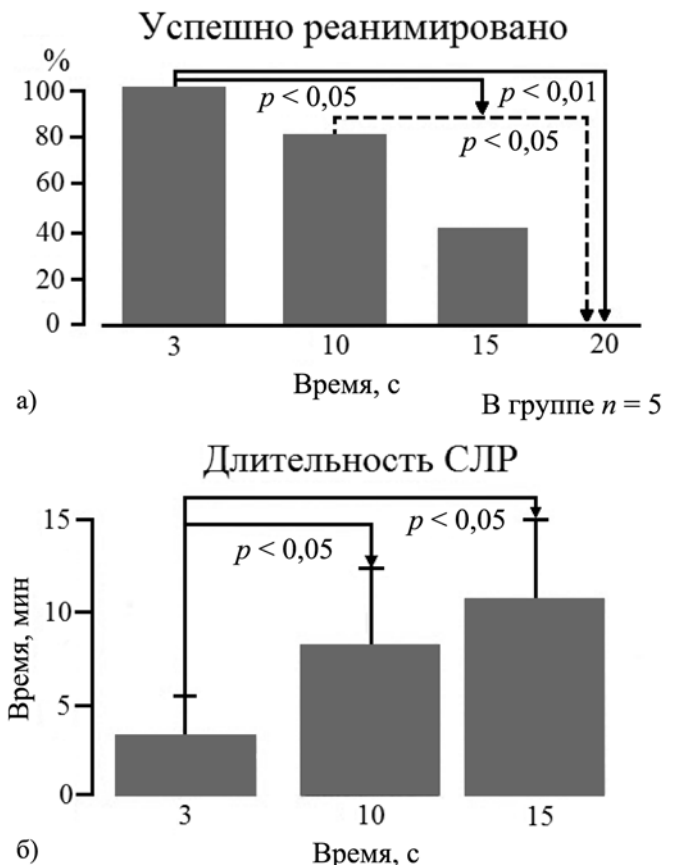 Успешно реанимировано
%
100
80
60
40
20
0
p < 0,05
p < 0,01
p < 0,05
3
10
15
20
Время, с
а)
В группе n = 5
Длительность СЛР
Время, мин
15
10
5
0
p < 0,05
p < 0,05
3
10
15
б)
Время, с